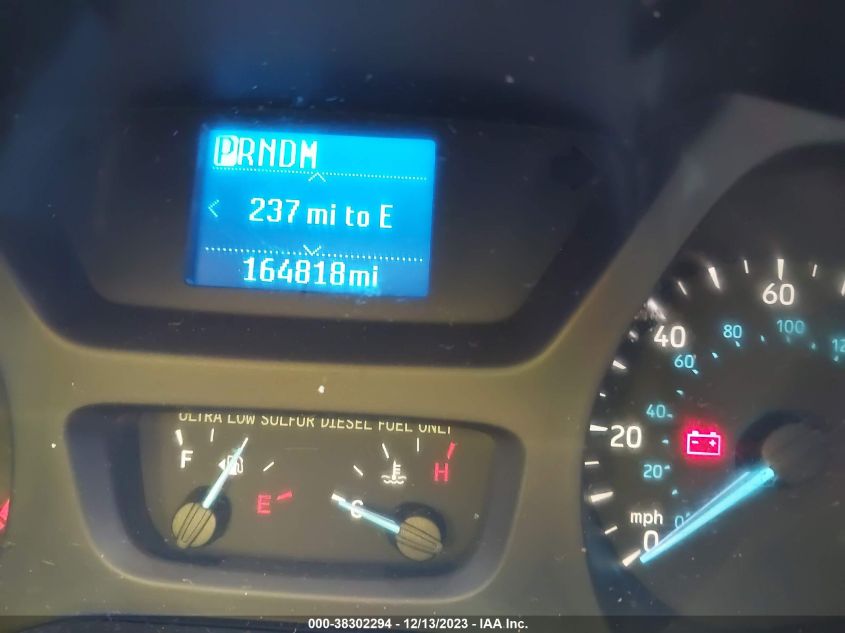 PRNDM
237 mi to E
164818mi
60
40
80
100
60
ULTRA LOW SULFUR DIESEL FUEL ONLY
40
20
F
H
20
E
C
mph
0
0
000-38302294 - 12/13/2023 - IAA Inc.